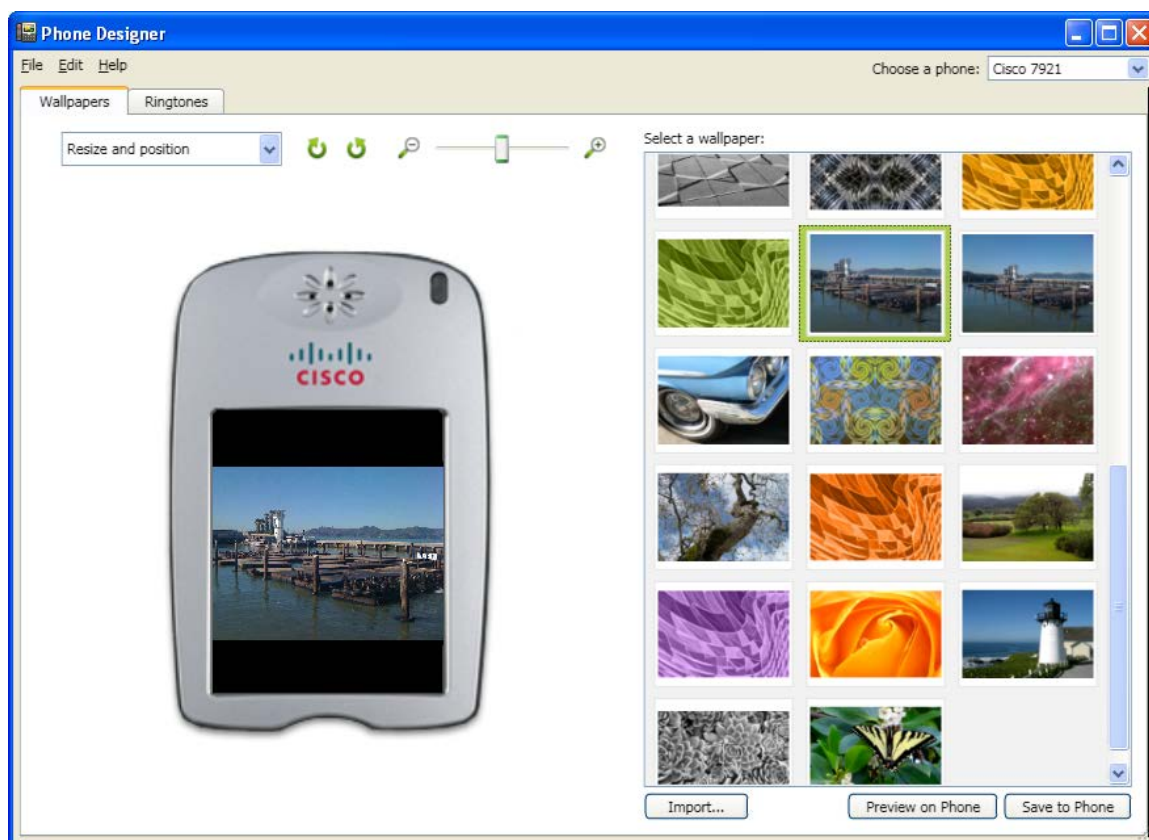 Phone Designer
File Edit Help
Choose a phone: Cisco 7921
Wallpapers Ringtones
Resize and position
Select a wallpaper:
CISCO
Import... Preview on Phone Save to Phone